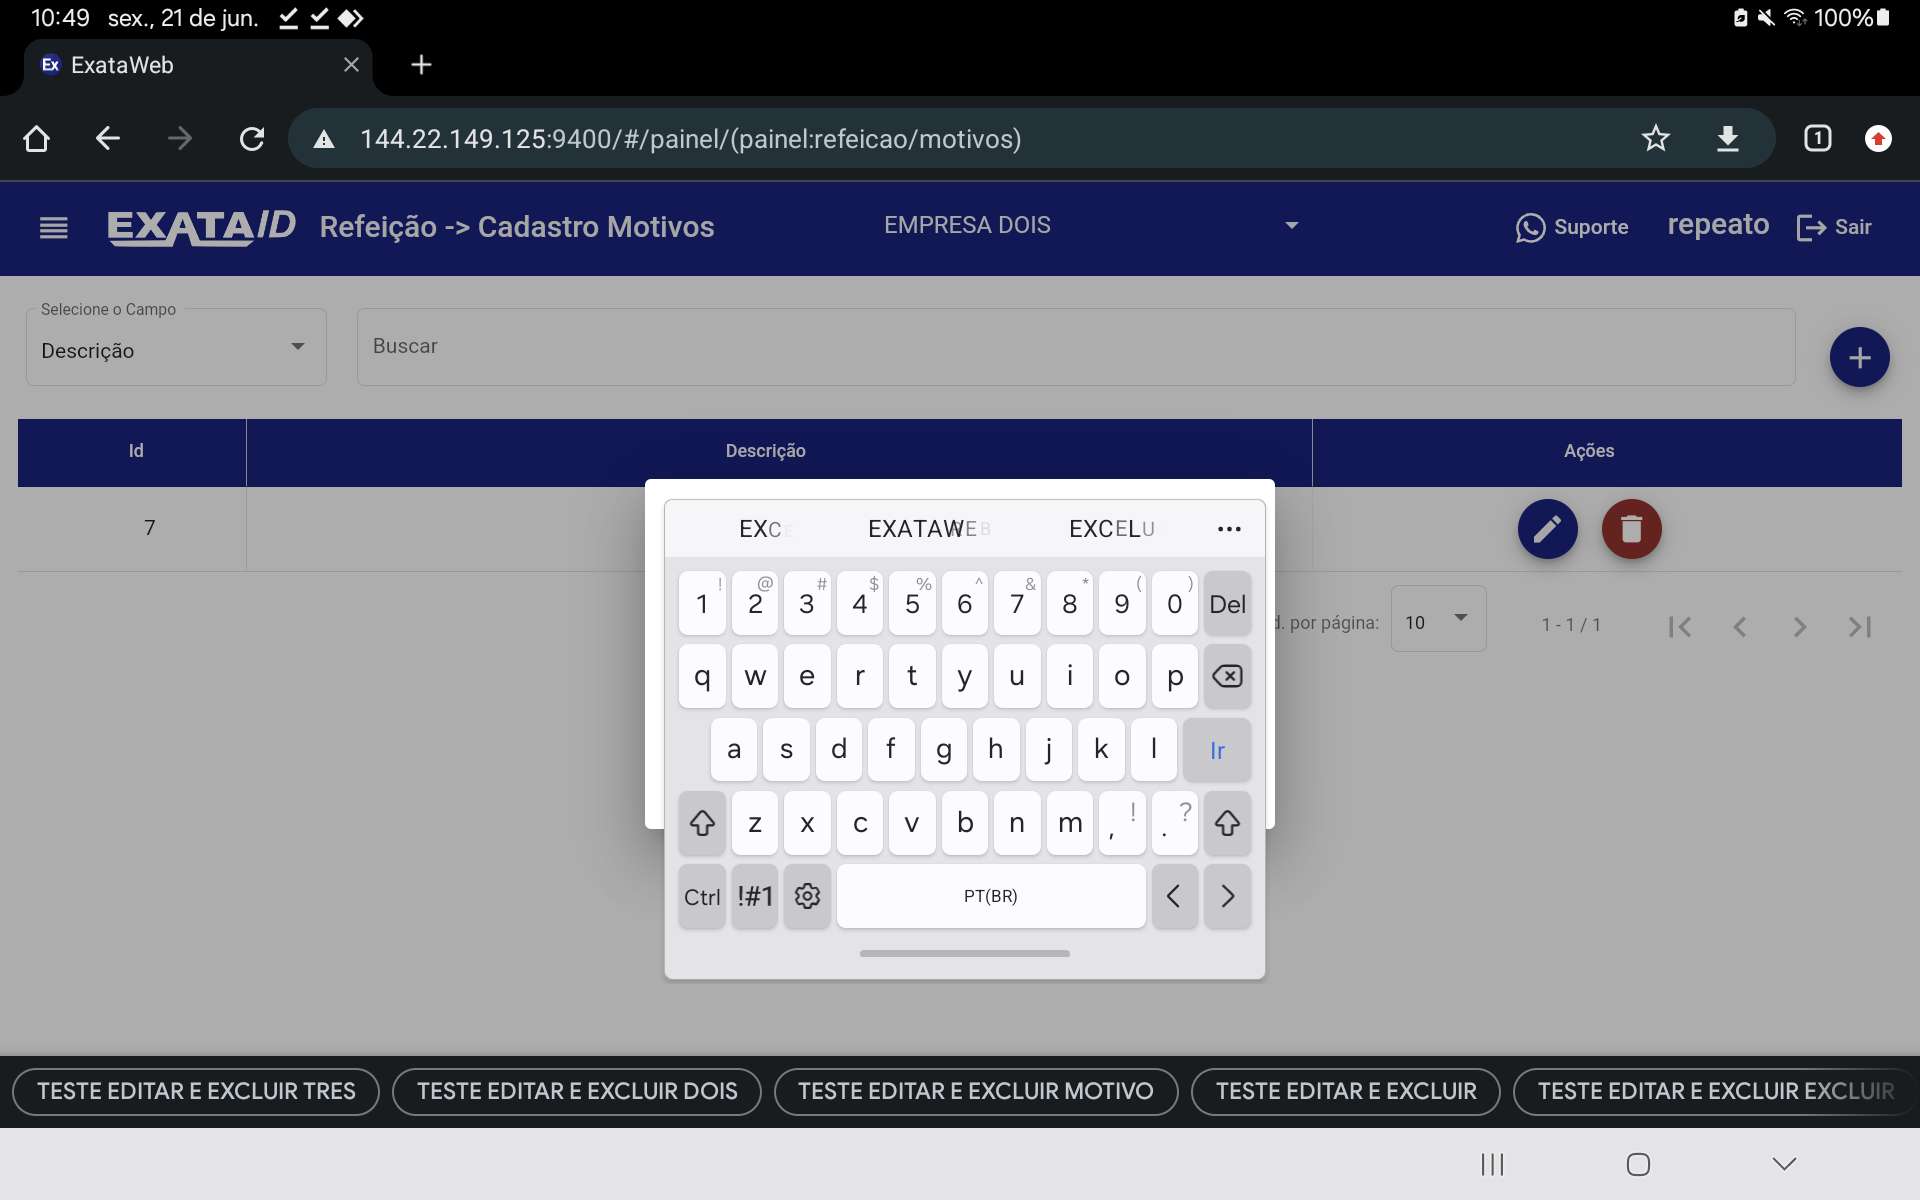 10:49 sex., 21 de jun. 100%
Ex ExataWeb
144.22.149.125:9400/#/painel/(painel:refeicao/motivos) 1
EXATAID Refeição -> Cadastro Motivos EMPRESA DOIS Suporte repeato Sair
Selecione o Campo
Descrição
Buscar
Id Descrição Ações
7
d. por página: 10 1 - 1 / 1
EXCE EXATAWEB EXCELU
! @ # $ % ^ & * ( )
1 2 3 4 5 6 7 8 9 0 Del
q w e r t y u i o p
a s d f g h j k l Ir
z x c v b n m , ! . ?
Ctrl !#1 PT(BR)
TESTE EDITAR E EXCLUIR TRES TESTE EDITAR E EXCLUIR DOIS TESTE EDITAR E EXCLUIR MOTIVO TESTE EDITAR E EXCLUIR TESTE EDITAR E EXCLUIR EXCLUIR